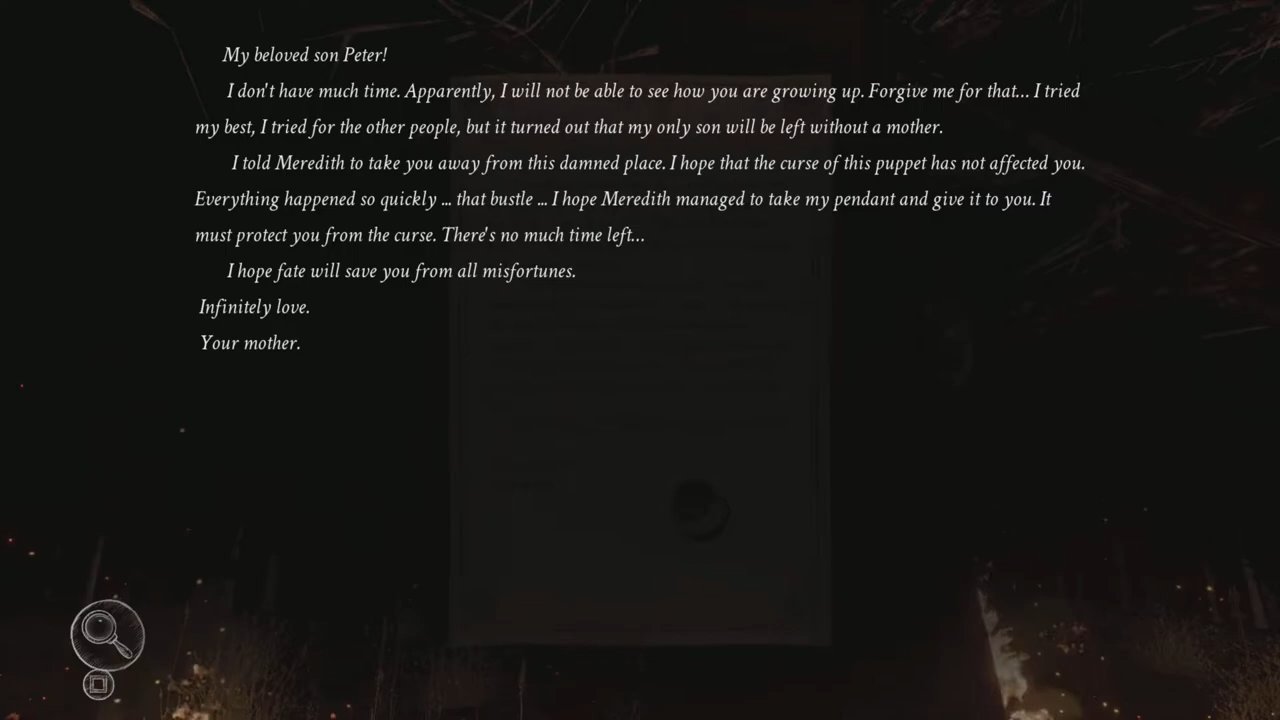 My beloved son Peter!
I don't have much time. Apparently, I will not be able to see how you are growing up. Forgive me for that... I tried
my best, I tried for the other people, but it turned out that my only son will be left without a mother.
I told Meredith to take you away from this damned place. I hope that the curse of this puppet has not affected you.
Everything happened so quickly ... that bustle ... I hope Meredith managed to take my pendant and give it to you. It
must protect you from the curse. There's no much time left...
I hope fate will save you from all misfortunes.
Infinitely love.
Your mother.